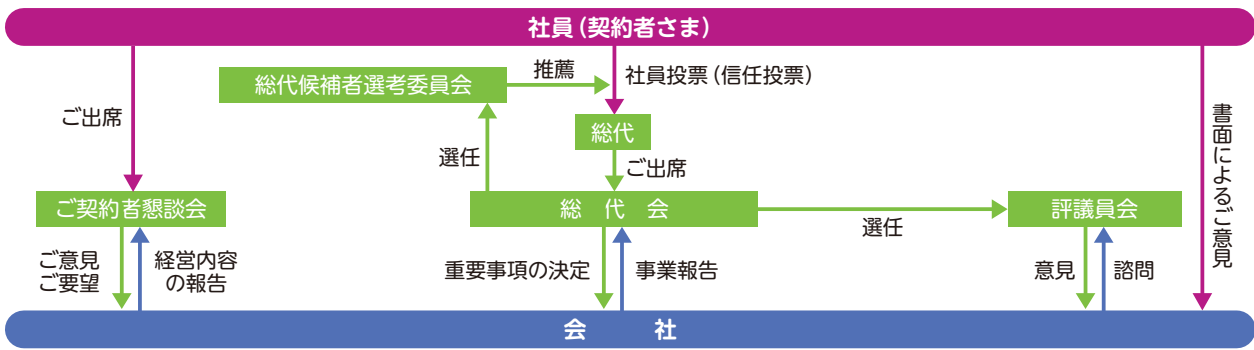 社員（契約者さま）
総代候補者選考委員会
推薦
社員投票（信任投票）
ご出席
総代
選任
ご出席
書面によるご意見
ご契約者懇談会
総代会
選任
評議員会
ご意見
ご要望
経営内容
の報告
重要事項の決定
事業報告
意見
諮問
会社